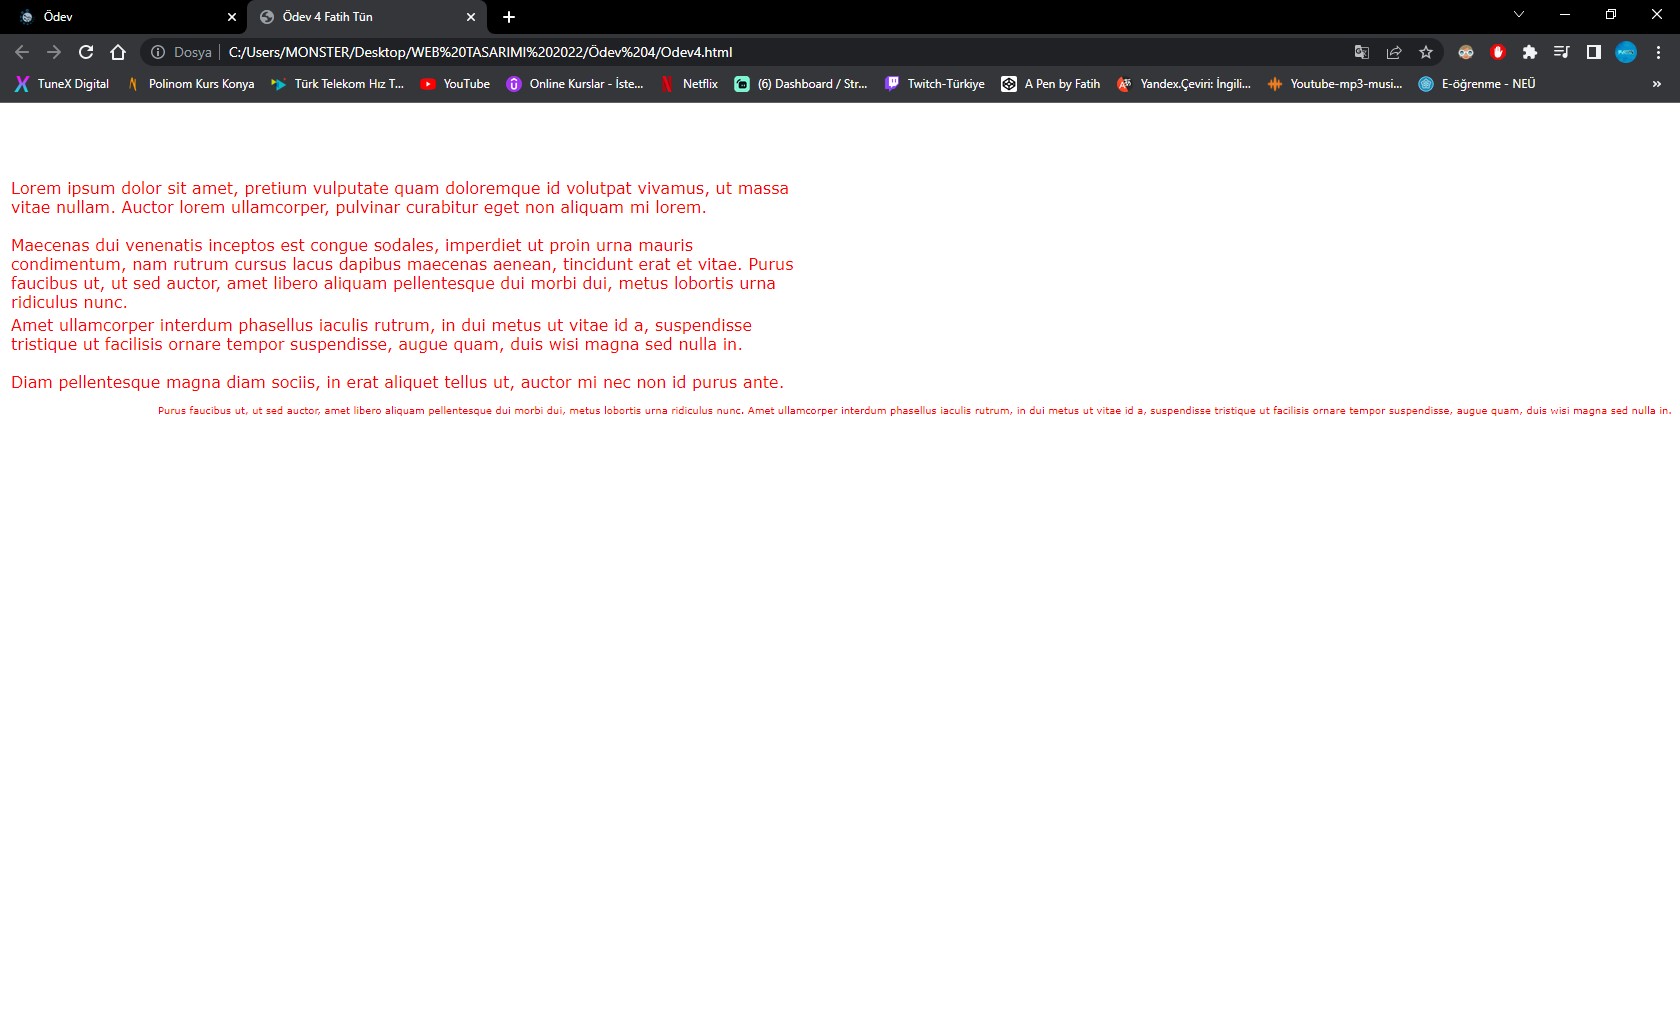 Ödev
Ödev 4 Fatih Tün
Dosya C:/Users/MONSTER/Desktop/WEB%20TASARIMI%202022/Ödev%204/Odev4.html
TuneX Digital Polinom Kurs Konya Türk Telekom Hız T... YouTube Online Kurslar - İste... Netflix (6) Dashboard / Str... Twitch-Türkiye A Pen by Fatih Yandex.Çeviri: İngili... Youtube-mp3-musi... E-öğrenme - NEÜ »
Lorem ipsum dolor sit amet, pretium vulputate quam doloremque id volutpat vivamus, ut massa
vitae nullam. Auctor lorem ullamcorper, pulvinar curabitur eget non aliquam mi lorem.
Maecenas dui venenatis inceptos est congue sodales, imperdiet ut proin urna mauris
condimentum, nam rutrum cursus lacus dapibus maecenas aenean, tincidunt erat et vitae. Purus
faucibus ut, ut sed auctor, amet libero aliquam pellentesque dui morbi dui, metus lobortis urna
ridiculus nunc.
Amet ullamcorper interdum phasellus iaculis rutrum, in dui metus ut vitae id a, suspendisse
tristique ut facilisis ornare tempor suspendisse, augue quam, duis wisi magna sed nulla in.
Diam pellentesque magna diam sociis, in erat aliquet tellus ut, auctor mi nec non id purus ante.
Purus faucibus ut, ut sed auctor, amet libero aliquam pellentesque dui morbi dui, metus lobortis urna ridiculus nunc. Amet ullamcorper interdum phasellus iaculis rutrum, in dui metus ut vitae id a, suspendisse tristique ut facilisis ornare tempor suspendisse, augue quam, duis wisi magna sed nulla in.